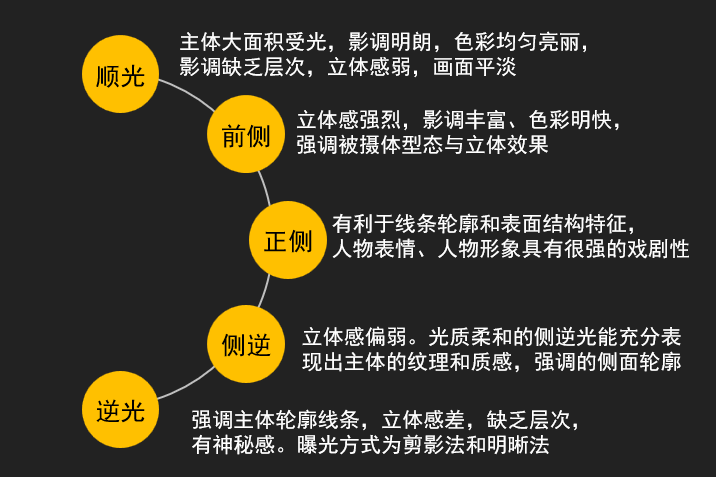 顺光
主体大面积受光，影调明朗，色彩均匀亮丽，
影调缺乏层次，立体感弱，画面平淡
前侧
立体感强烈，影调丰富、色彩明快，
强调被摄体型态与立体效果
正侧
有利于线条轮廓和表面结构特征，
人物表情、人物形象具有很强的戏剧性
侧逆
立体感偏弱。光质柔和的侧逆光能充分表
现出主体的纹理和质感，强调的侧面轮廓
逆光
强调主体轮廓线条，立体感差，缺乏层次，
有神秘感。曝光方式为剪影法和明晰法